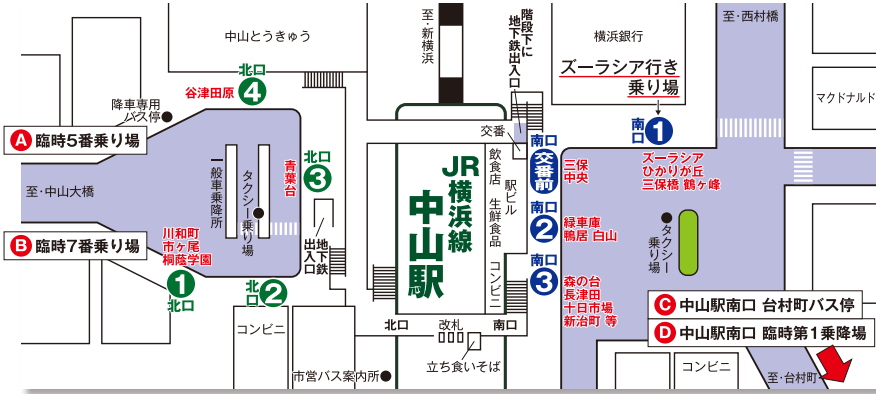 至・西村橋
階段下に
地下鉄出入口
至・新横浜
中山とうきゅう
横浜銀行
ズーラシア行き
乗り場
マクドナルド
北口
④
谷津田原
降車専用
バス停
Ⓐ 臨時5番乗り場
交番
南口
①
南口
交番前
三保
中央
ズーラシア
ひかりが丘
三保橋 鶴ヶ峰
北口
③
青葉台
一般車乗降所
タクシー乗り場
至・中山大橋
JR横浜線
中山駅
飲食店 生鮮食品 コンビニ
駅ビル
南口
②
緑車庫
鴨居 白山
タクシー
乗り場
Ⓑ 臨時7番乗り場
川和町
市ヶ尾
桐蔭学園
①
北口
北口
②
地下鉄
出入口
南口
③
森の台
長津田
十日市場
新治町 等
Ⓒ 中山駅南口 台村町バス停
Ⓓ 中山駅南口 臨時第1乗降場
コンビニ
北口
改札
南口
立ち食いそば
市営バス案内所
コンビニ
至・台村町